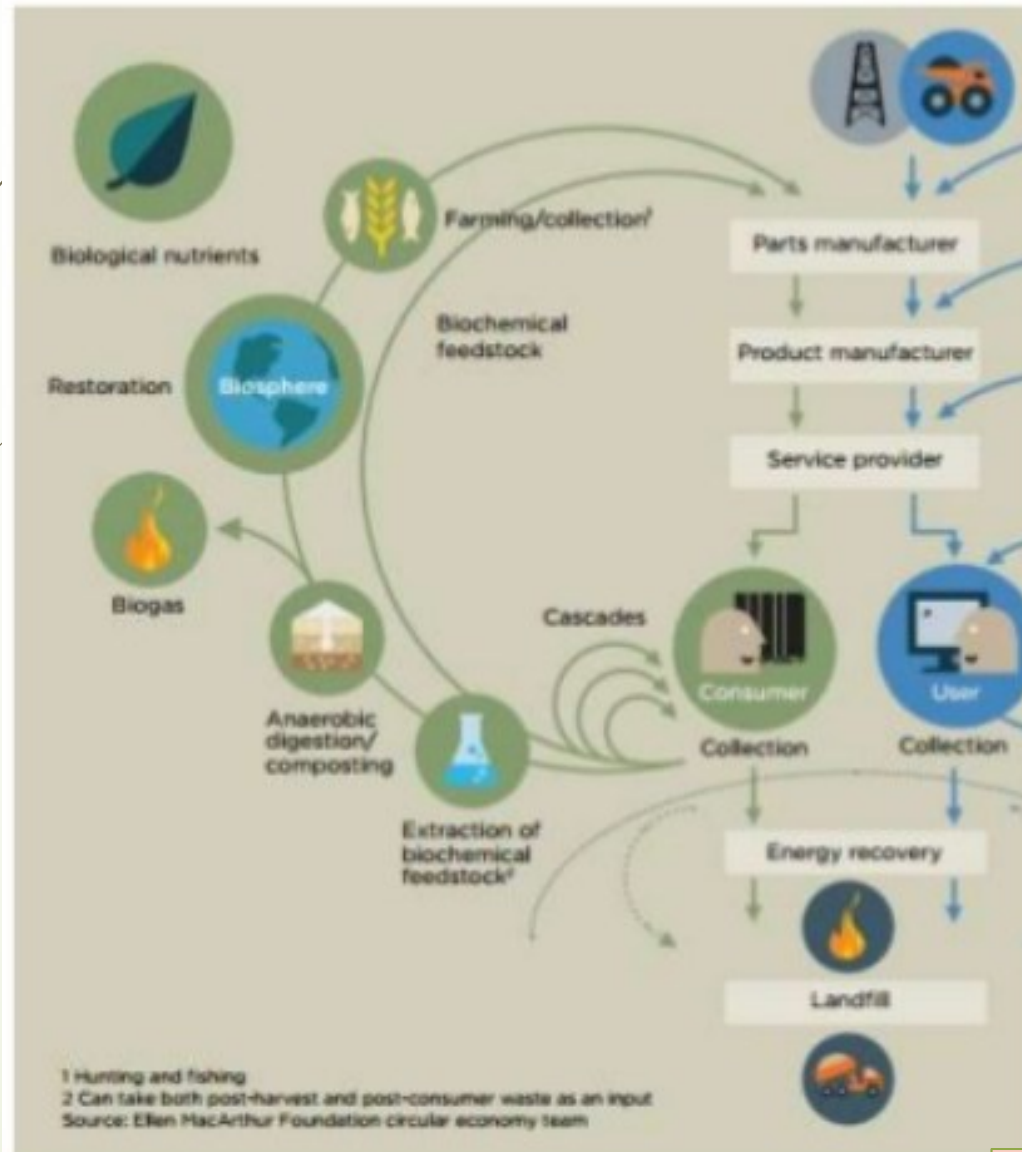 Biological nutrients
Farming/collection¹
Parts manufacturer
Biochemical
feedstock
Product manufacturer
Restoration
Biosphere
Service provider
Biogas
Cascades
Consumer
User
Anaerobic
digestion/
composting
Collection
Collection
Extraction of
biochemical
feedstock²
Energy recovery
Landfill
1 Hunting and fishing
2 Can take both post-harvest and post-consumer waste as an input
Source: Ellen MacArthur Foundation circular economy team